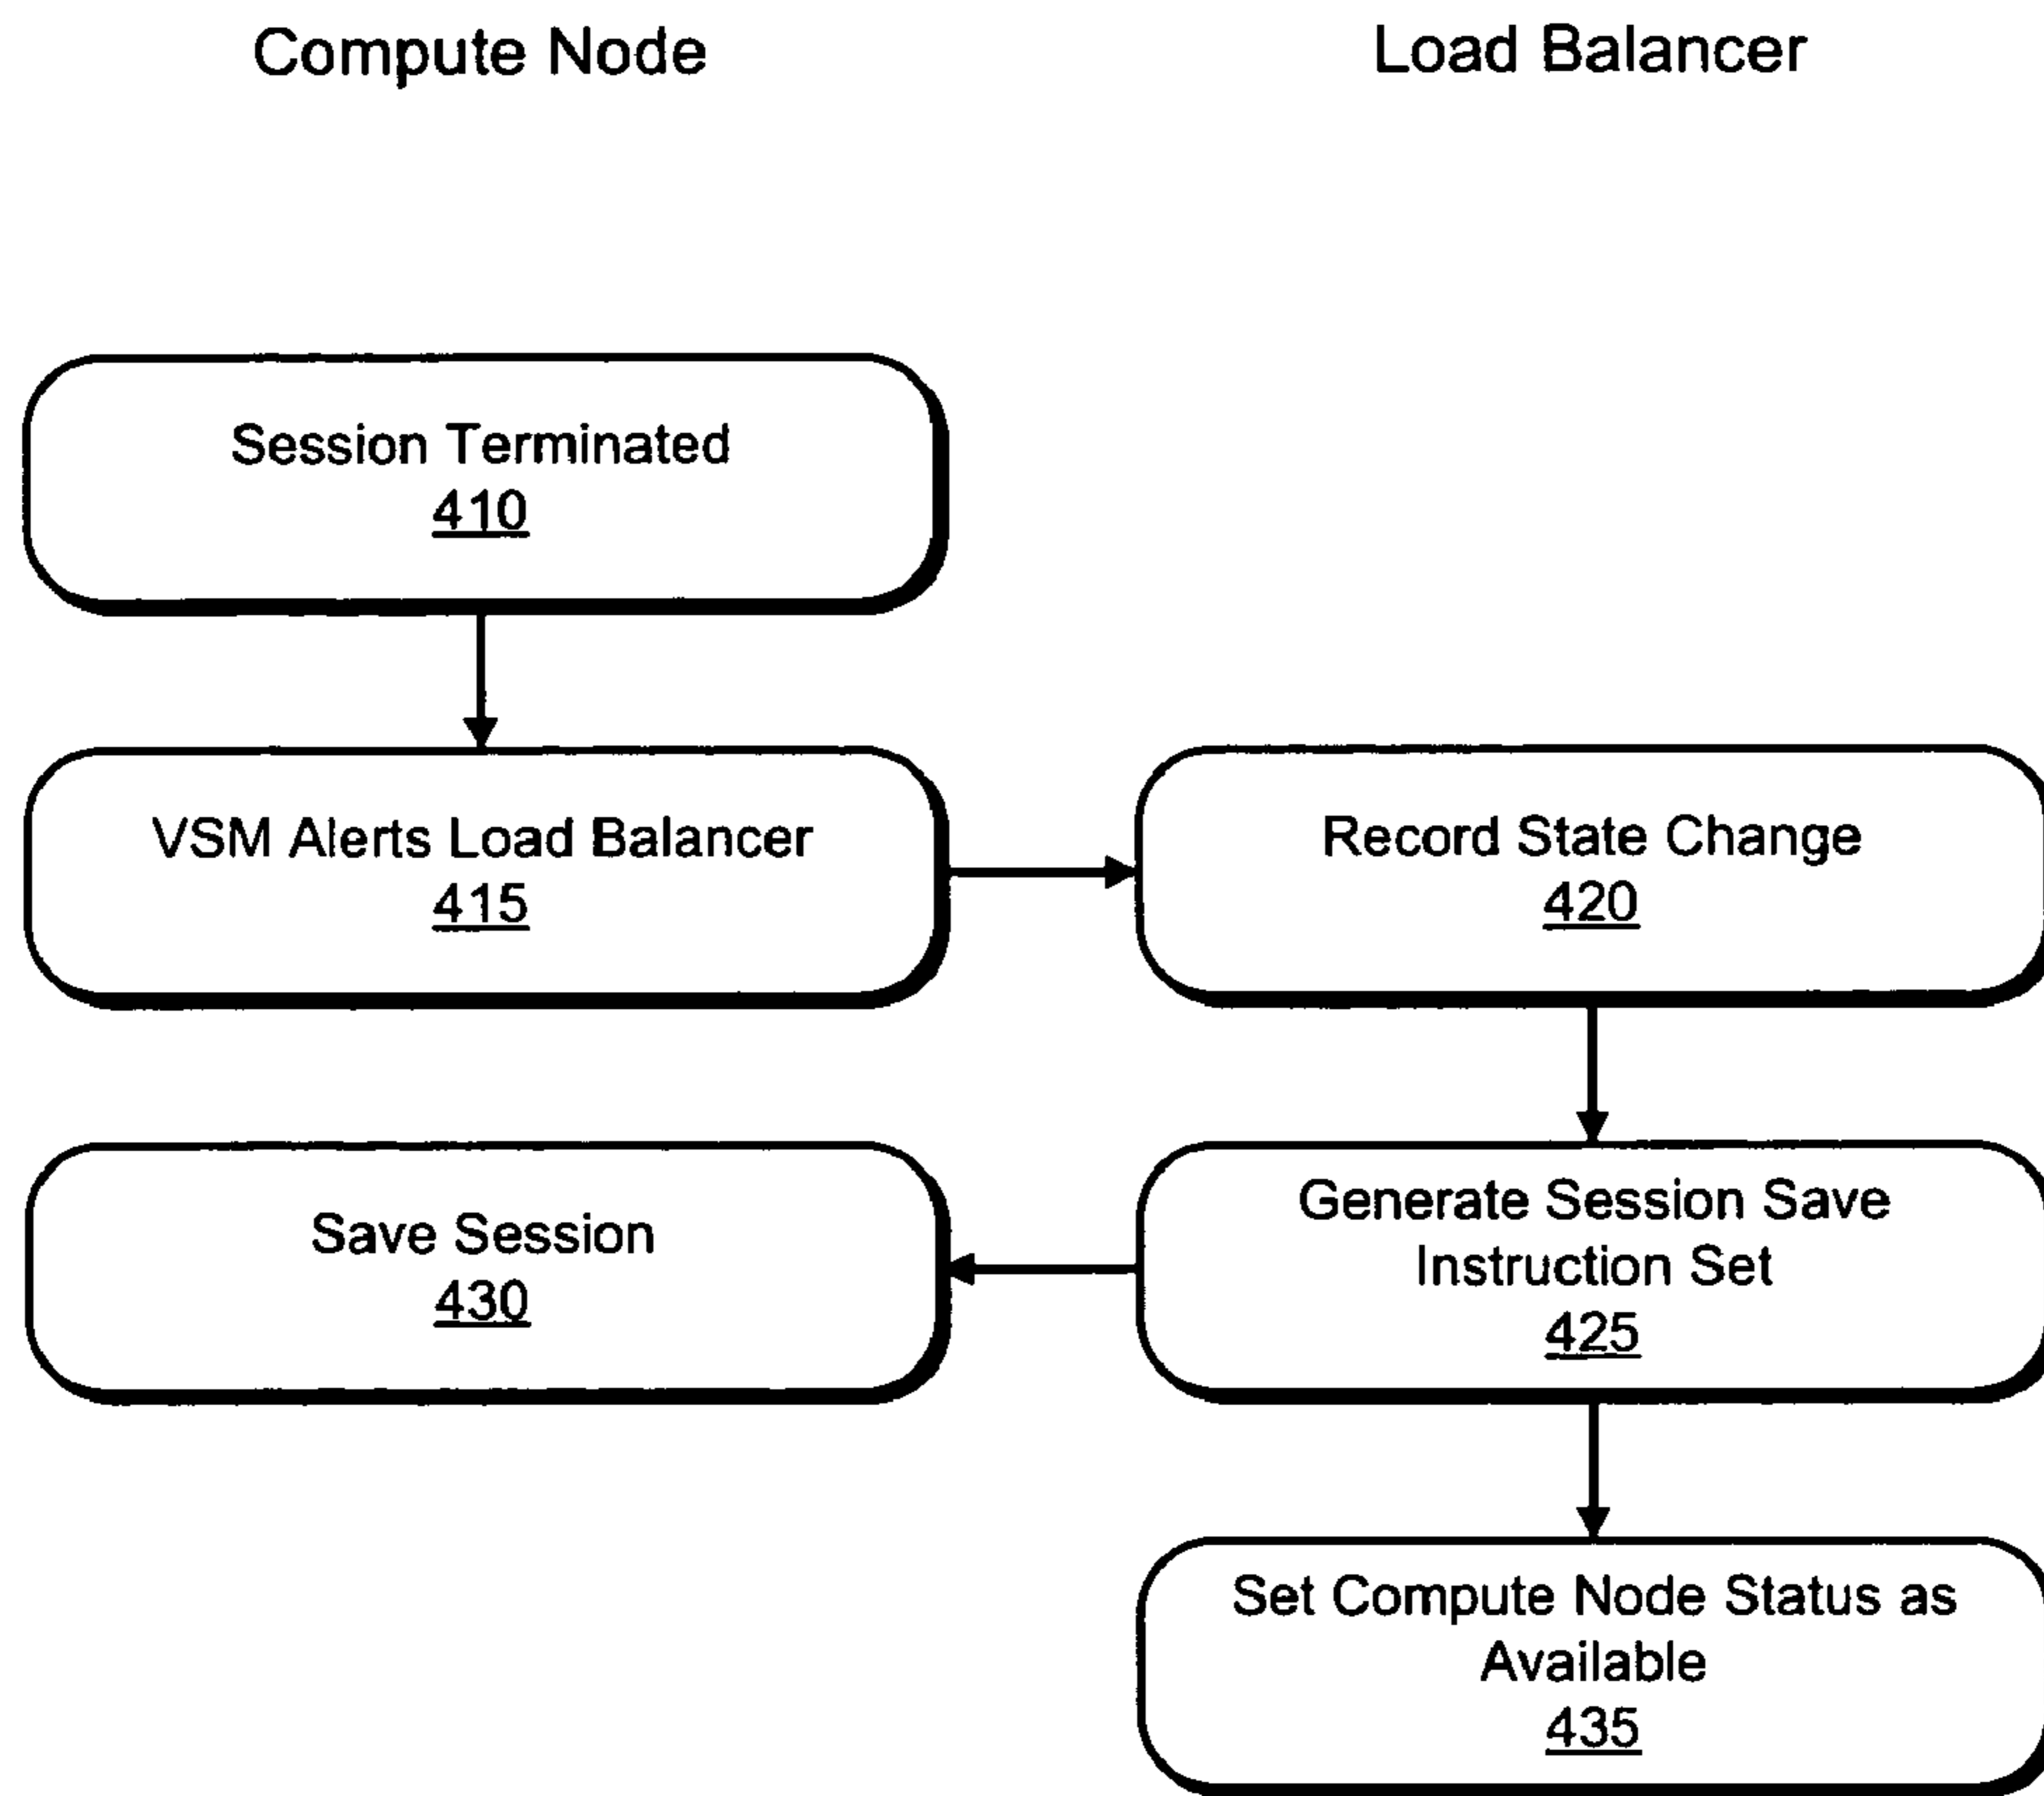 Compute Node
Load Balancer
Session Terminated
410
VSM Alerts Load Balancer
415
Record State Change
420
Save Session
430
Generate Session Save
Instruction Set
425
Set Compute Node Status as
Available
435